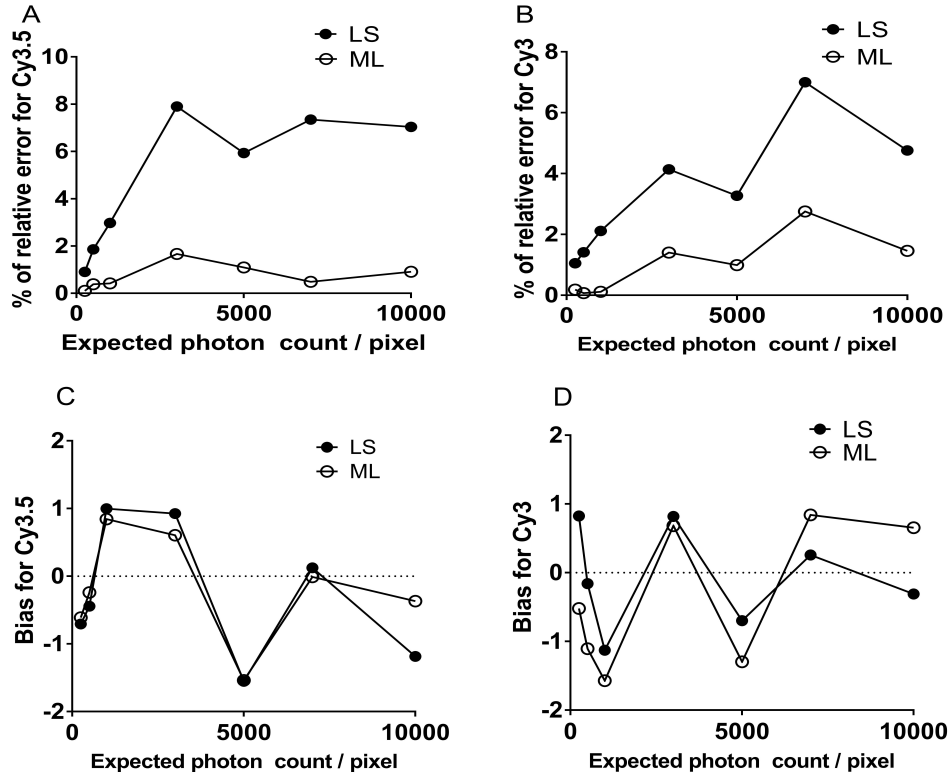 A
LS
ML
% of relative error for Cy3.5
10
8
6
4
2
0
0 5000 10000
Expected photon count / pixel
B
LS
ML
% of relative error for Cy3
8
6
4
2
0
0 5000 10000
Expected photon count / pixel
C
LS
ML
Bias for Cy3.5
2
1
0
-1
-2
0 5000 10000
Expected photon count / pixel
D
LS
ML
Bias for Cy3
2
1
0
-1
-2
0 5000 10000
Expected photon count / pixel